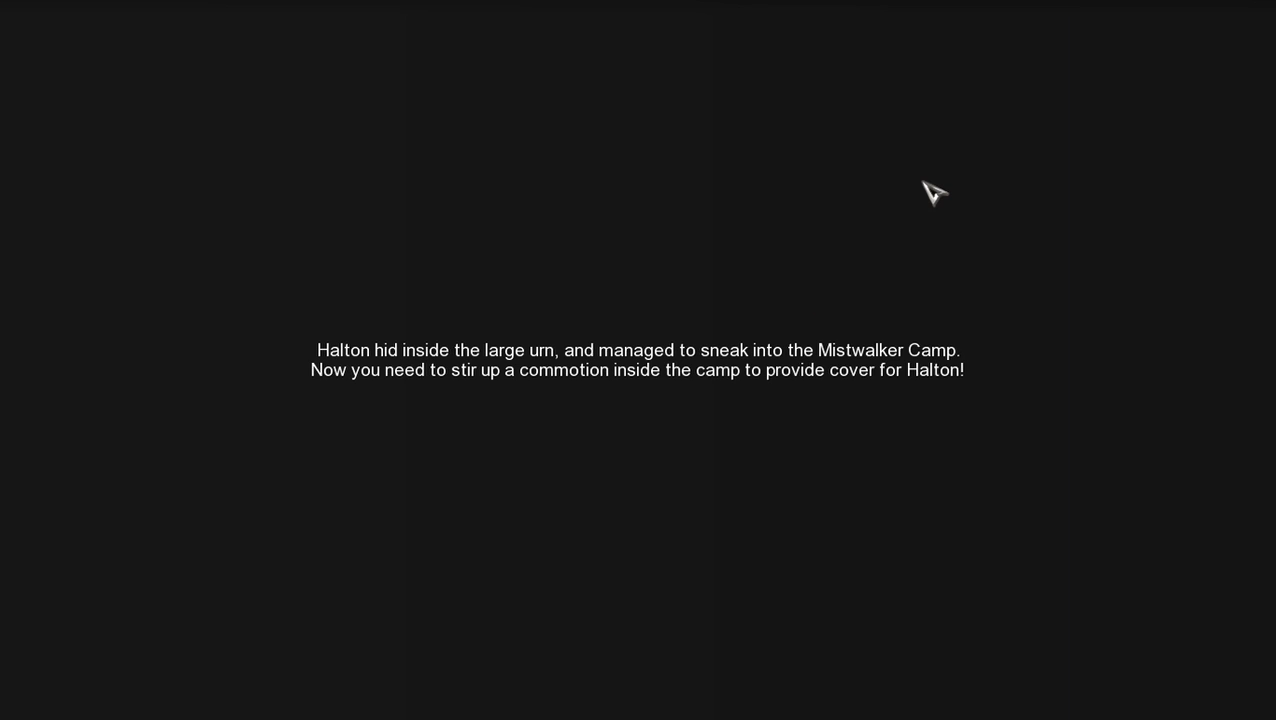 Halton hid inside the large urn, and managed to sneak into the Mistwalker Camp.
Now you need to stir up a commotion inside the camp to provide cover for Halton!